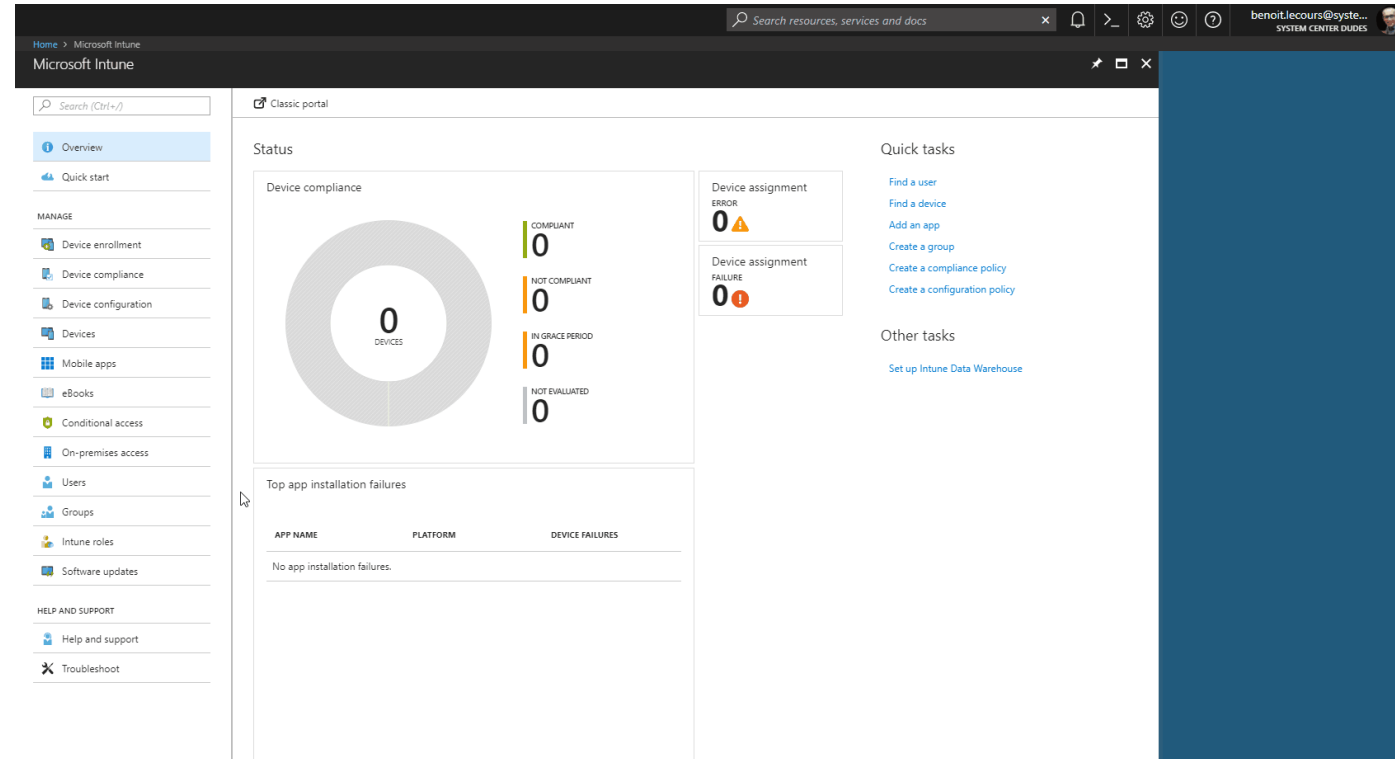 Search resources, services and docs
benoit.lecours@syste...
SYSTEM CENTER DUDES
Home > Microsoft Intune
Microsoft Intune
Search (Ctrl+/)
Overview
Quick start
MANAGE
Device enrollment
Device compliance
Device configuration
Devices
Mobile apps
eBooks
Conditional access
On-premises access
Users
Groups
Intune roles
Software updates
HELP AND SUPPORT
Help and support
Troubleshoot
Classic portal
Status
Device compliance
0
DEVICES
COMPLIANT
0
NOT COMPLIANT
0
IN GRACE PERIOD
0
NOT EVALUATED
0
Device assignment
ERROR
0
Device assignment
FAILURE
0
Top app installation failures
APP NAME PLATFORM DEVICE FAILURES
No app installation failures.
Quick tasks
Find a user
Find a device
Add an app
Create a group
Create a compliance policy
Create a configuration policy
Other tasks
Set up Intune Data Warehouse